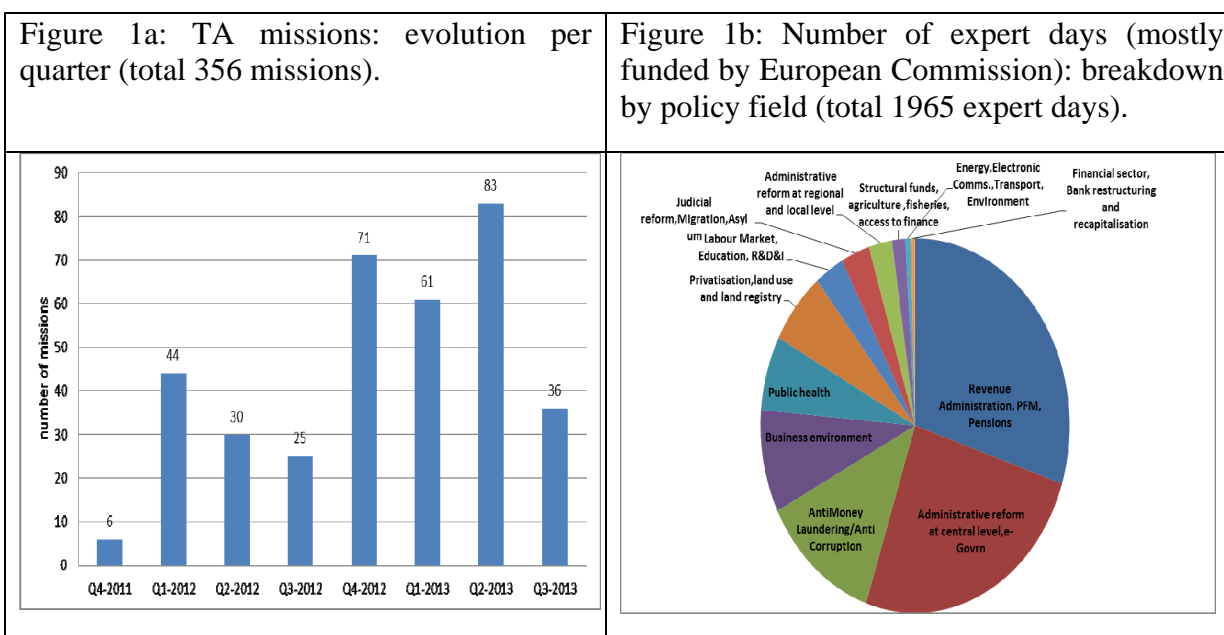 Figure 1a: TA missions: evolution per
quarter (total 356 missions).
Figure 1b: Number of expert days (mostly
funded by European Commission): breakdown
by policy field (total 1965 expert days).
number of missions
90
80
70
60
50
40
30
20
10
0
6
44
30
25
71
61
83
36
Q4-2011
Q1-2012
Q2-2012
Q3-2012
Q4-2012
Q1-2013
Q2-2013
Q3-2013
Financial sector,
Bank restructuring
and
recapitalisation
Energy,Electronic
Comms.,Transport,
Environment
Structural funds,
agriculture ,fisheries,
access to finance
Administrative
reform at regional
and local level
Judicial
reform,Migration,Asyl
um
Labour Market,
Education, R&D&I
Privatisation,land use
and land registry
Public health
Business environment
AntiMoney
Laundering/Anti
Corruption
Administrative reform
at central level,e-
Govrn
Revenue
Administration, PFM,
Pensions